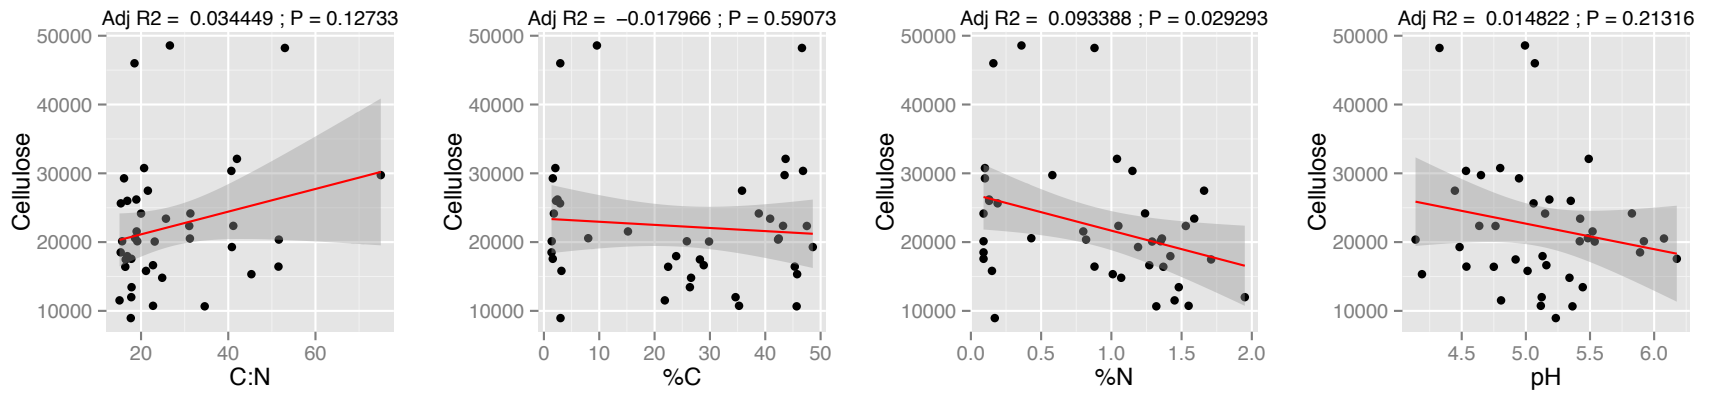 Adj R2 =  0.034449 ; P = 0.12733
50000
40000
30000
20000
10000
Cellulose
20 40 60
C:N
Adj R2 =  −0.017966 ; P = 0.59073
50000
40000
30000
20000
10000
Cellulose
0 10 20 30 40 50
%C
Adj R2 =  0.093388 ; P = 0.029293
50000
40000
30000
20000
10000
Cellulose
0.0 0.5 1.0 1.5 2.0
%N
Adj R2 =  0.014822 ; P = 0.21316
50000
40000
30000
20000
10000
Cellulose
4.5 5.0 5.5 6.0
pH